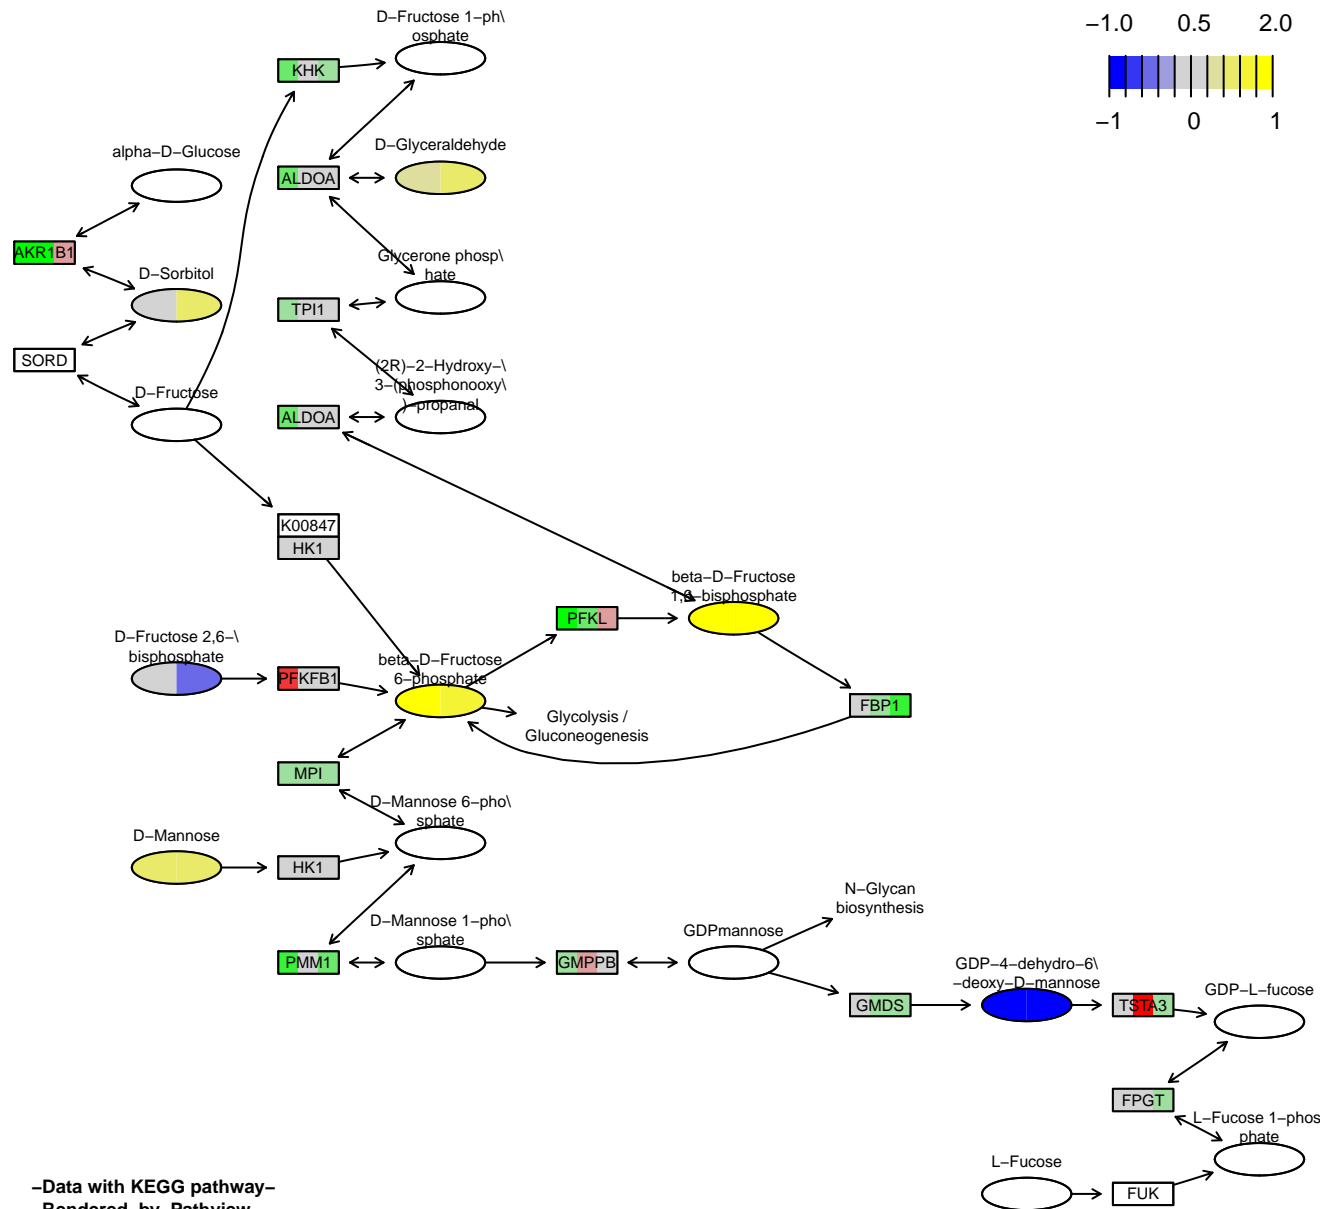 D−Fructose 1−ph\
osphate
−1.0 0.5 2.0
−1 0 1
KHK
alpha−D−Glucose
D−Glyceraldehyde
ALDOA
AKR1B1
Glycerone phosp\
hate
D−Sorbitol
TPI1
SORD
(2R)−2−Hydroxy−\
3−(phosphonooxy\
)−propanal
D−Fructose
ALDOA
K00847
HK1
beta−D−Fructose
1,6−bisphosphate
PFKL
D−Fructose 2,6−\
bisphosphate
beta−D−Fructose
6−phosphate
PFKFB1
FBP1
Glycolysis /
Gluconeogenesis
MPI
D−Mannose 6−pho\
sphate
D−Mannose
HK1
N−Glycan
biosynthesis
D−Mannose 1−pho\
sphate
GDPmannose
PMM1
GMPPB
GDP−4−dehydro−6\
−deoxy−D−mannose
GMDS
TSTA3
GDP−L−fucose
FPGT
L−Fucose 1−phos
phate
L−Fucose
FUK
−Data with KEGG pathway−
−Rendered by Pathview